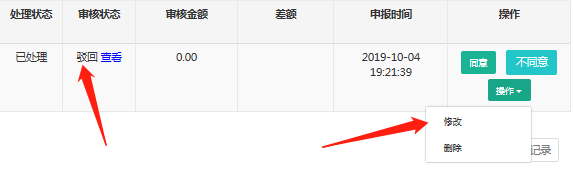 处理状态 审核状态 审核金额 差额 申报时间 操作
已处理 驳回 查看 0.00 2019-10-04 19:21:39 同意 不同意
操作
修改
删除
记录